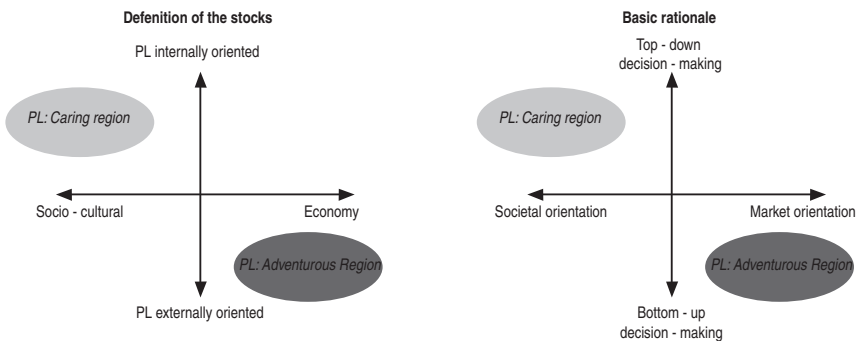 Defenition of the stocks
PL internally oriented
PL: Caring region
Socio - cultural
Economy
PL: Adventurous Region
PL externally oriented
Basic rationale
Top - down
decision - making
PL: Caring region
Societal orientation
Market orientation
PL: Adventurous Region
Bottom - up
decision - making